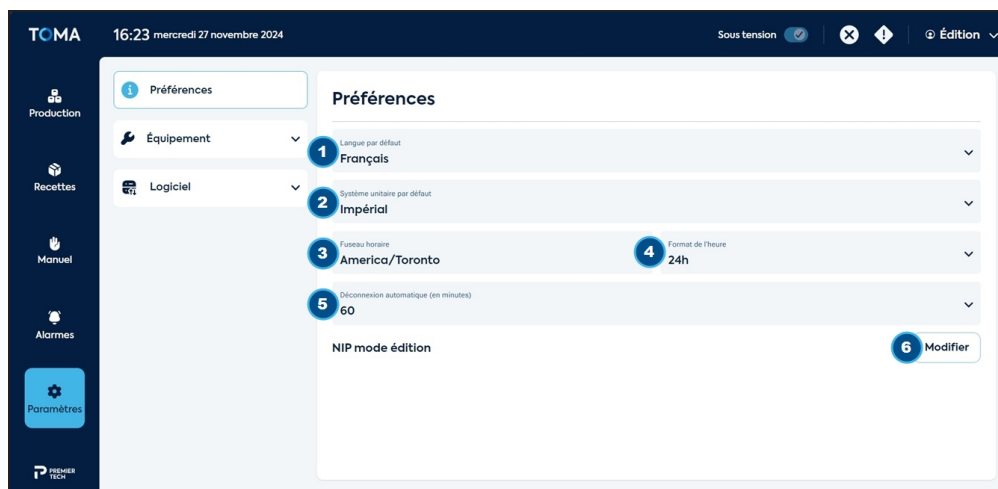 TOMA
16:23 mercredi 27 novembre 2024
Sous tension
Édition
Production
Recettes
Manuel
Alarmes
Paramètres
PREMIER
TECH
Préférences
Équipement
Logiciel
Préférences
1
Langue par défaut
Français
2
Système unitaire par défaut
Impérial
3
Fuseau horaire
America/Toronto
4
Format de l'heure
24h
5
Déconnexion automatique (en minutes)
60
NIP mode édition
6
Modifier